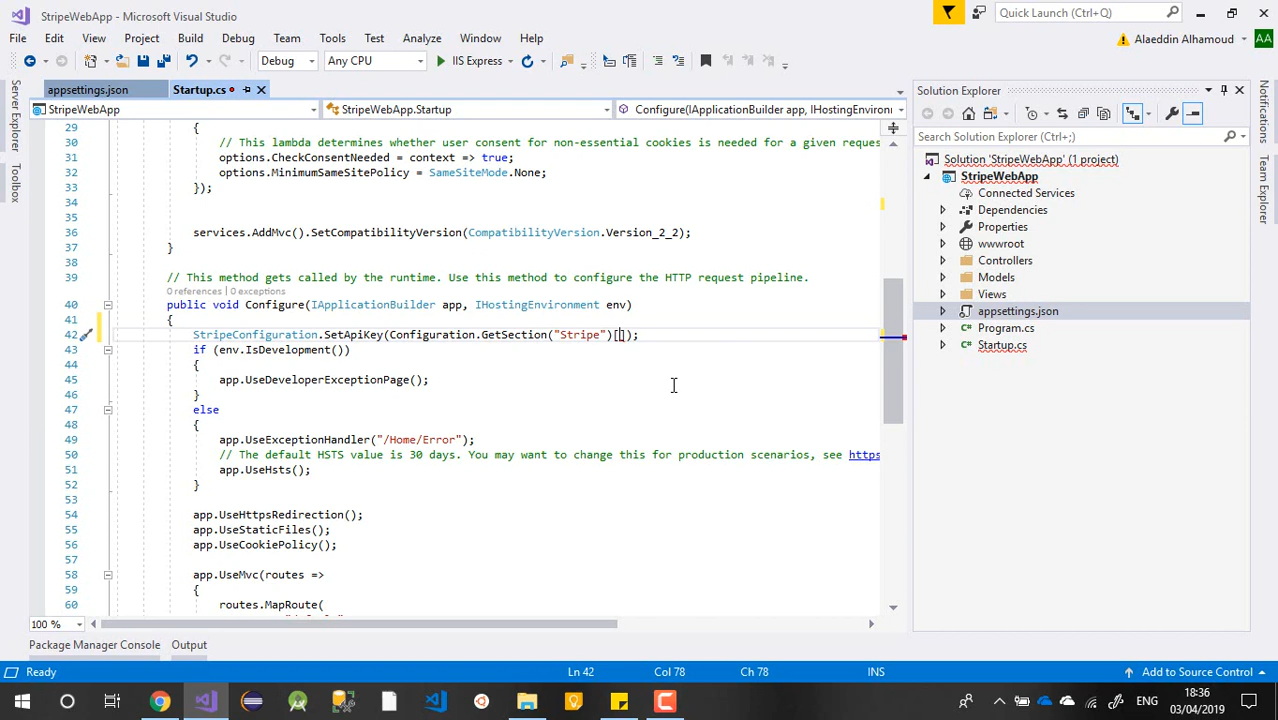 StripeWebApp - Microsoft Visual Studio
Quick Launch (Ctrl+Q)
File Edit View Project Build Debug Team Tools Test Analyze Window Help
Alaeddin Alhamoud AA
Debug Any CPU IIS Express
Server Explorer
Toolbox
appsettings.json Startup.cs
StripeWebApp StripeWebApp.Startup Configure(IApplicationBuilder app, IHostingEnvironn
29 {
30 // This lambda determines whether user consent for non-essential cookies is needed for a given reques
31 options.CheckConsentNeeded = context => true;
32 options.MinimumSameSitePolicy = SameSiteMode.None;
33 });
34
35
36 services.AddMvc().SetCompatibilityVersion(CompatibilityVersion.Version_2_2);
37 }
38
39 // This method gets called by the runtime. Use this method to configure the HTTP request pipeline.
0 references | 0 exceptions
40 public void Configure(IApplicationBuilder app, IHostingEnvironment env)
41 {
42 StripeConfiguration.SetApiKey(Configuration.GetSection("Stripe")[]);
43 if (env.IsDevelopment())
44 {
45 app.UseDeveloperExceptionPage();
46 }
47 else
48 {
49 app.UseExceptionHandler("/Home/Error");
50 // The default HSTS value is 30 days. You may want to change this for production scenarios, see https
51 app.UseHsts();
52 }
53
54 app.UseHttpsRedirection();
55 app.UseStaticFiles();
56 app.UseCookiePolicy();
57
58 app.UseMvc(routes =>
59 {
60 routes.MapRoute(
100 %
Solution Explorer
Search Solution Explorer (Ctrl+;)
Solution 'StripeWebApp' (1 project)
StripeWebApp
Connected Services
Dependencies
Properties
wwwroot
Controllers
Models
Views
appsettings.json
Program.cs
Startup.cs
Notifications
Team Explorer
Package Manager Console Output
Ready Ln 42 Col 78 Ch 78 INS Add to Source Control
ENG 18:36
03/04/2019